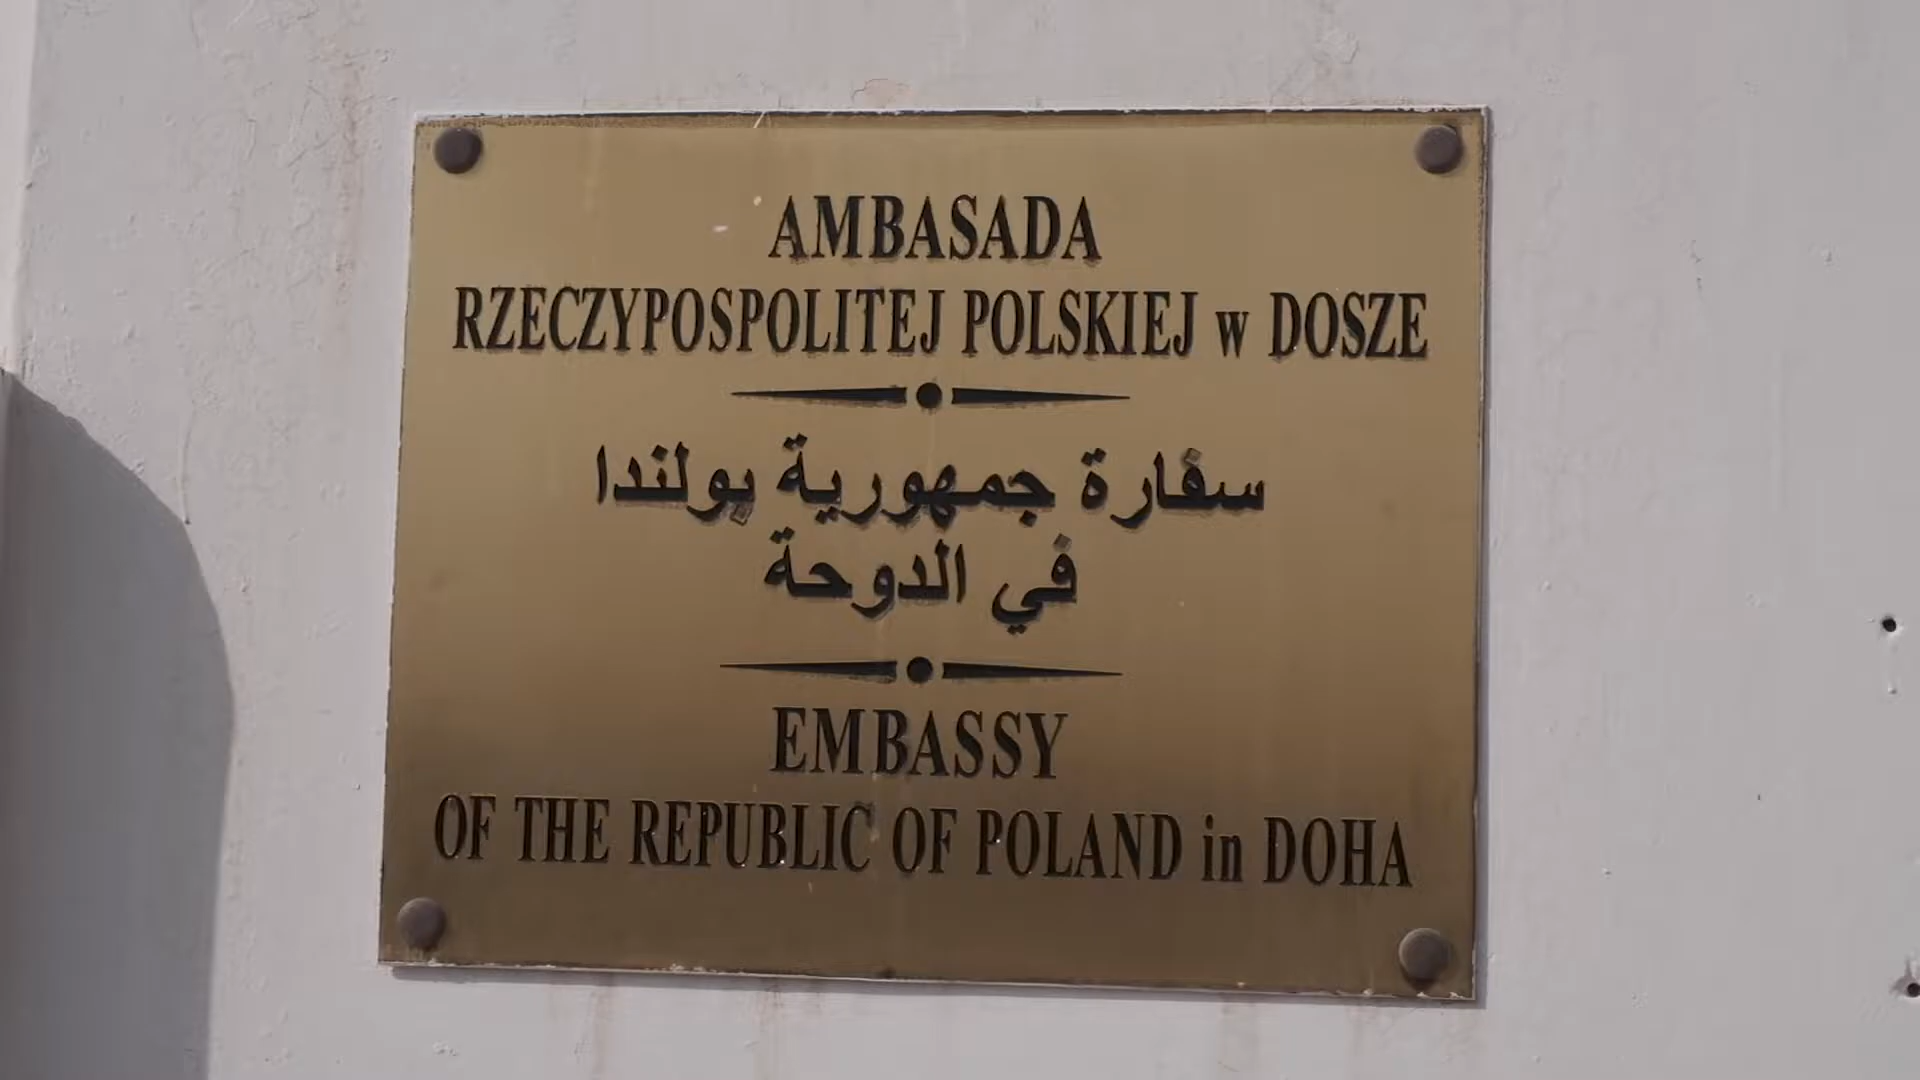 AMBASADA
RZECZYPOSPOLITEJ POLSKIEJ w DOSZE
سفارة جمهورية بولندا
في الدوحة
EMBASSY
OF THE REPUBLIC OF POLAND in DOHA